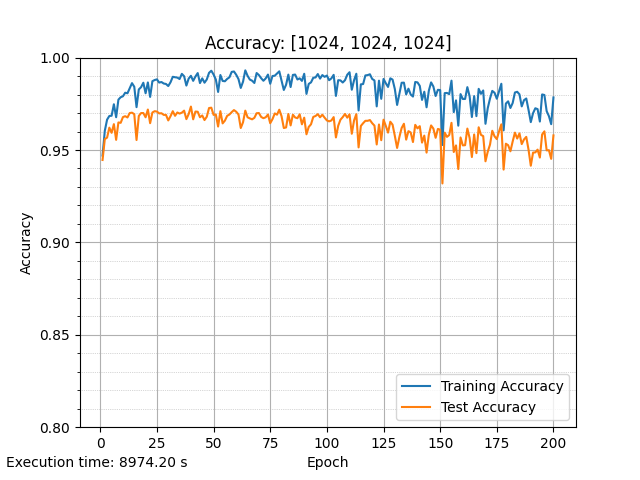 Accuracy: [1024, 1024, 1024]
1.00
0.95
0.90
0.85
0.80
Accuracy
Training Accuracy
Test Accuracy
0 25 50 75 100 125 150 175 200
Execution time: 8974.20 s
Epoch